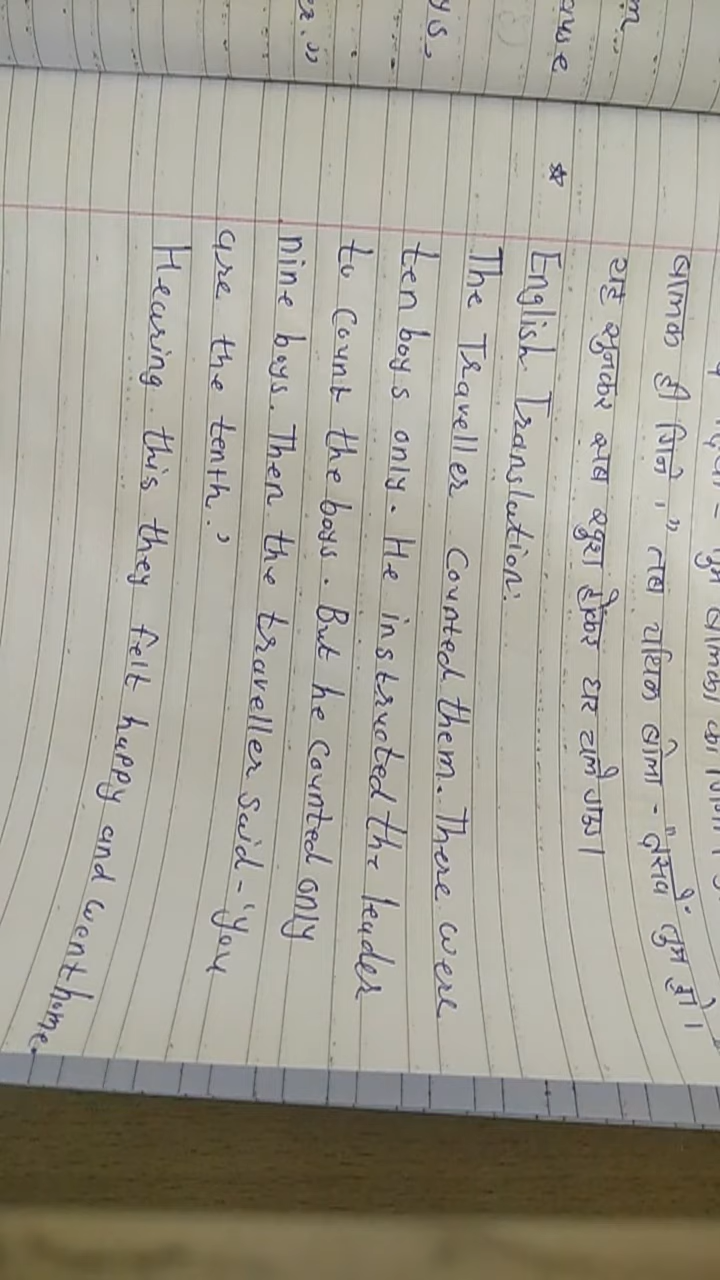 बालक ही गिने।" तब पथिक बोला - "दसवें तुम हो।
यह सुनकर सब खुश होकर घर चले गए।
☆ English Translation:
The Traveller counted them. There were
ten boys only. He instructed the leader
to count the boys. But he counted only
nine boys. Then the traveller said - 'you
are the tenth.'
Hearing this they felt happy and went home.